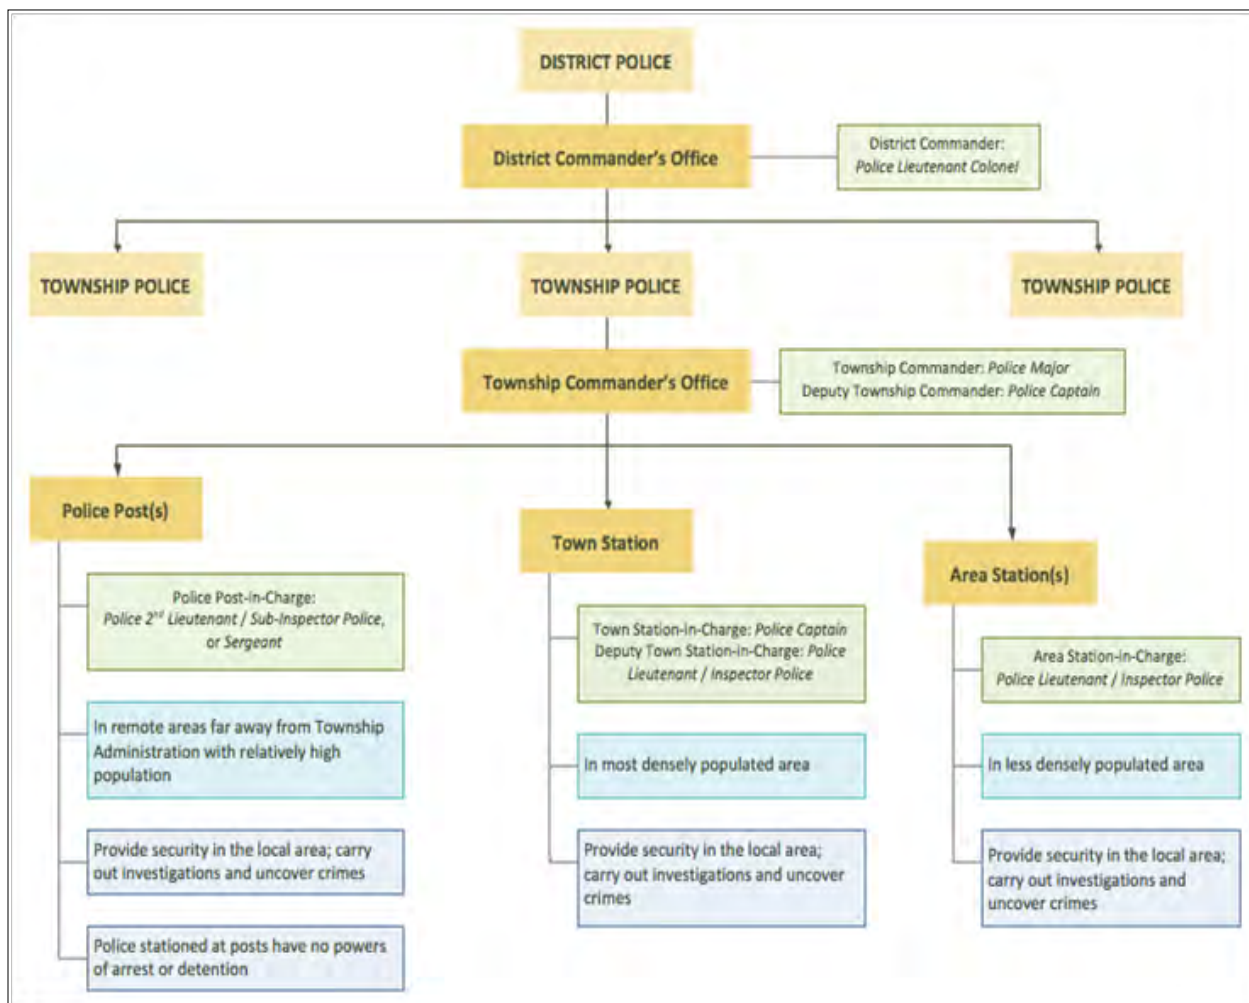 DISTRICT POLICE
District Commander's Office
District Commander:
Police Lieutenant Colonel
TOWNSHIP POLICE
TOWNSHIP POLICE
TOWNSHIP POLICE
Township Commander's Office
Township Commander: Police Major
Deputy Township Commander: Police Captain
Police Post(s)
Police Post-in-Charge:
Police 2nd Lieutenant / Sub-Inspector Police,
or Sergeant
In remote areas far away from Township
Administration with relatively high
population
Provide security in the local area; carry
out investigations and uncover crimes
Police stationed at posts have no powers
of arrest or detention
Town Station
Town Station-in-Charge: Police Captain
Deputy Town Station-in-Charge: Police
Lieutenant / Inspector Police
In most densely populated area
Provide security in the local area;
carry out investigations and uncover
crimes
Area Station(s)
Area Station-in-Charge:
Police Lieutenant / Inspector Police
In less densely populated area
Provide security in the local area;
carry out investigations and
uncover crimes